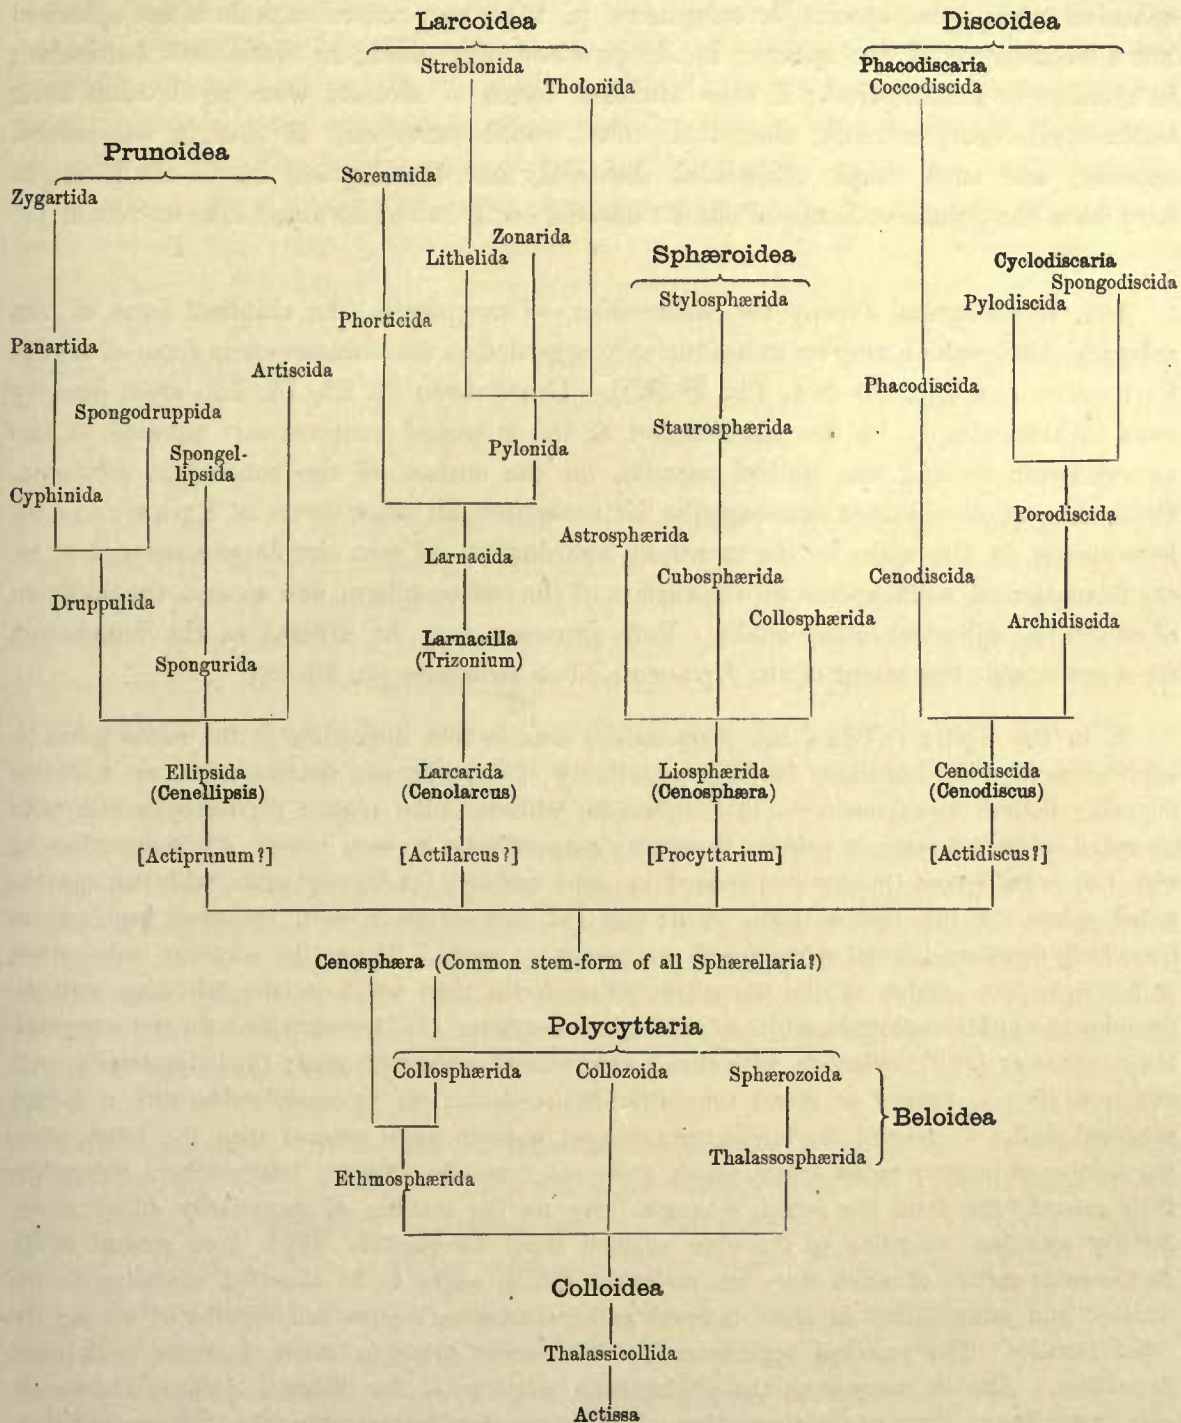 Larcoidea
Discoidea
Streblonida
Phacodiscaria
Coccodiscida
Tholonida
Prunoidea
Soreumida
Zygartida
Zonarida
Lithelida
Sphæroidea
Cyclodiscaria
Spongodiscida
Stylosphærida
Pylodiscida
Phorticida
Panartida
Artiscida
Phacodiscida
Spongodruppida
Staurosphærida
Pylonida
Spongel-
lipsida
Cyphinida
Porodiscida
Astrosphærida
Larnacida
Cubosphærida
Cenodiscida
Druppulida
Collosphærida
Archidiscida
Larnacilla
(Trizonium)
Spongurida
Ellipsida
(Cenellipsis)
Larcarida
(Cenolarcus)
Liosphærida
(Cenosphæra)
Cenodiscida
(Cenodiscus)
[Actiprunum?]
[Actilarcus?]
[Procyttarium]
[Actidiscus?]
Cenosphæra (Common stem-form of all Sphærellaria?)
Polycyttaria
Collosphærida
Collozoida
Sphærozoida
Beloidea
Thalassosphærida
Ethmosphærida
Colloidea
Thalassicollida
Actissa